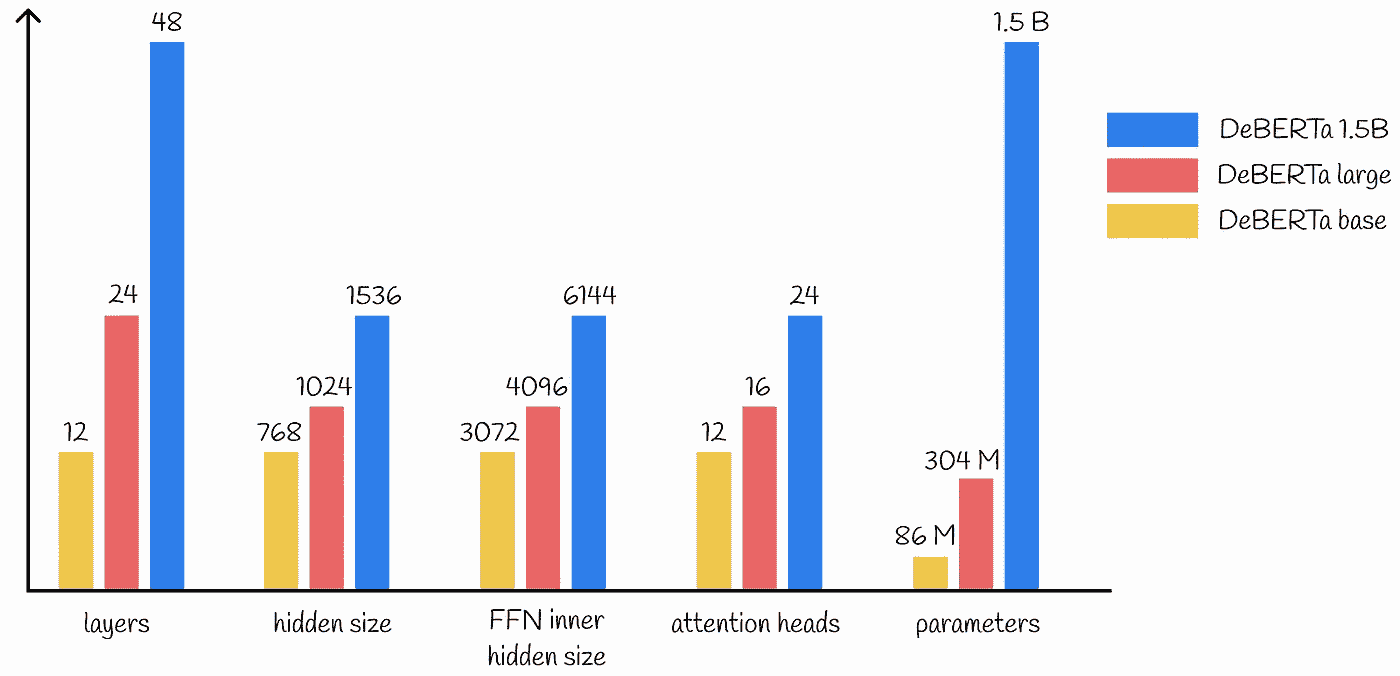 48
1.5 B
DeBERTa 1.5B
DeBERTa large
DeBERTa base
24
1536
6144
24
1024
4096
16
12
768
3072
12
304 M
86 M
layers
hidden size
FFN inner
hidden size
attention heads
parameters